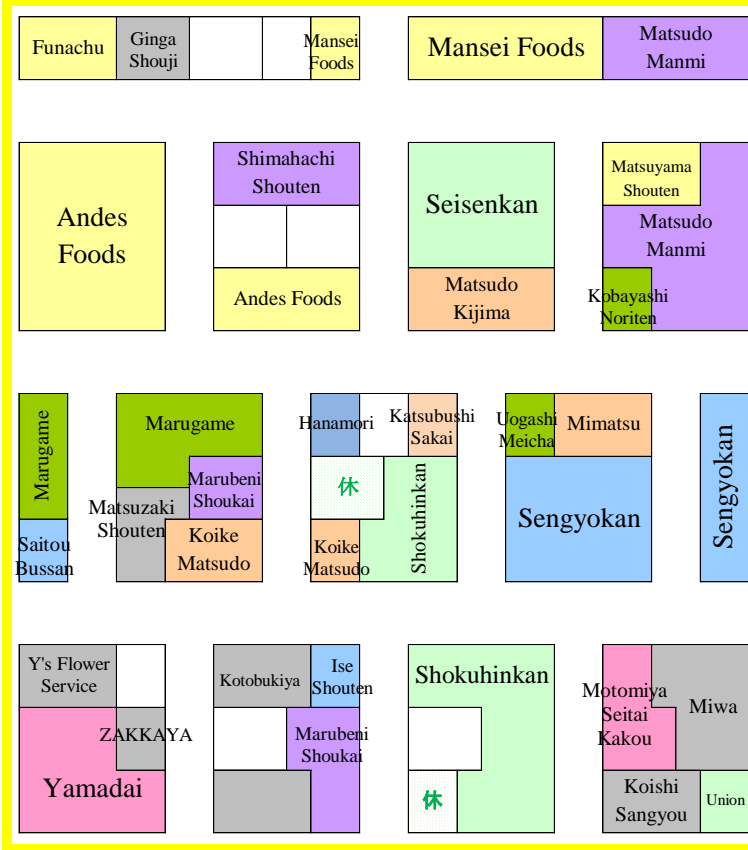 Funachu
Ginga
Shouji
Mansei
Foods
Mansei Foods
Matsudo
Manmi
Andes
Foods
Shimahachi
Shouten
Andes Foods
Seisenkan
Matsudo
Kijima
Matsuyama
Shouten
Matsudo
Manmi
Kobayashi
Noriten
Marugame
Saitou
Bussan
Marugame
Marubeni
Shoukai
Matsuzaki
Shouten
Koike
Matsudo
Hanamori
Katsubushi
Sakai
休
Koike
Matsudo
Shokuhinkan
Uogashi
Meicha
Mimatsu
Sengyokan
Sengyokan
Y's Flower
Service
ZAKKAYA
Yamadai
Kotobukiya
Ise
Shouten
Marubeni
Shoukai
Shokuhinkan
休
Motomiya
Seitai
Kakou
Miwa
Koishi
Sangyou
Union